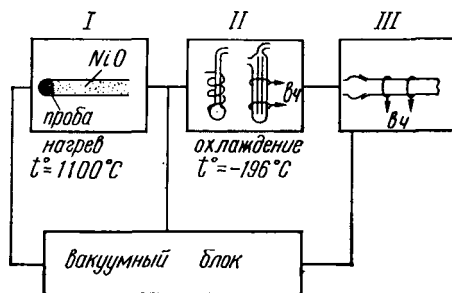 I
II
III
NiO
проба
вч
вч
нагрев
t°=1100°C
охлаждение
t°=-196°C
вакуумный блок